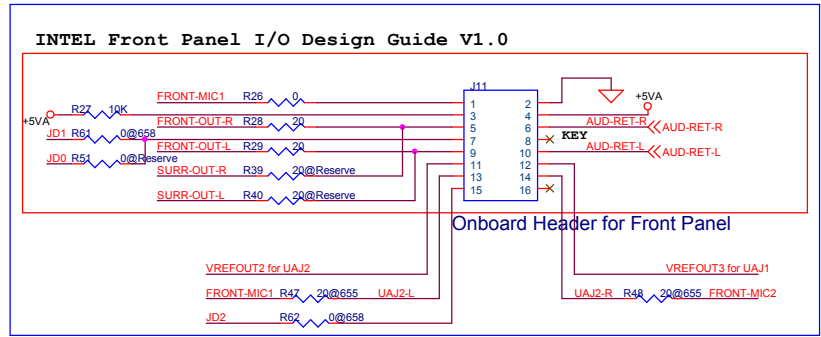 INTEL Front Panel I/O Design Guide V1.0
J11
FRONT-MIC1 R26 0 1 2
+5VA R27 10K 3 4 +5VA
FRONT-OUT-R R28 20 5 6 AUD-RET-R AUD-RET-R
JD1 R61 0@658 7 8 KEY
FRONT-OUT-L R29 20 9 10 AUD-RET-L AUD-RET-L
JD0 R51 0@Reserve 11 12
SURR-OUT-R R39 20@Reserve 13 14
SURR-OUT-L R40 20@Reserve 15 16
Onboard Header for Front Panel
VREFOUT2 for UAJ2 VREFOUT3 for UAJ1
FRONT-MIC1 R47 20@655 UAJ2-L UAJ2-R R48 20@655 FRONT-MIC2
JD2 R62 0@658